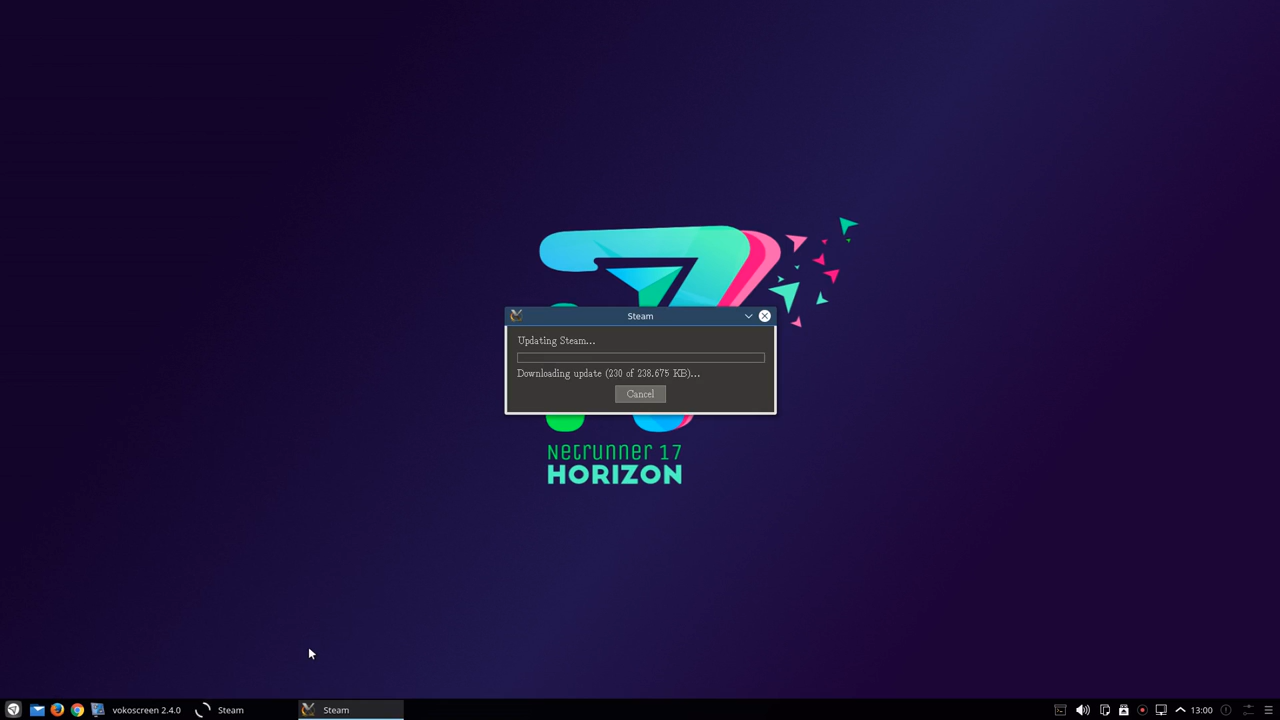 Steam
Updating Steam...
Downloading update (230 of 238.675 KB)...
Cancel
Netrunner 17
HORIZON
vokoscreen 2.4.0
Steam
Steam
13:00